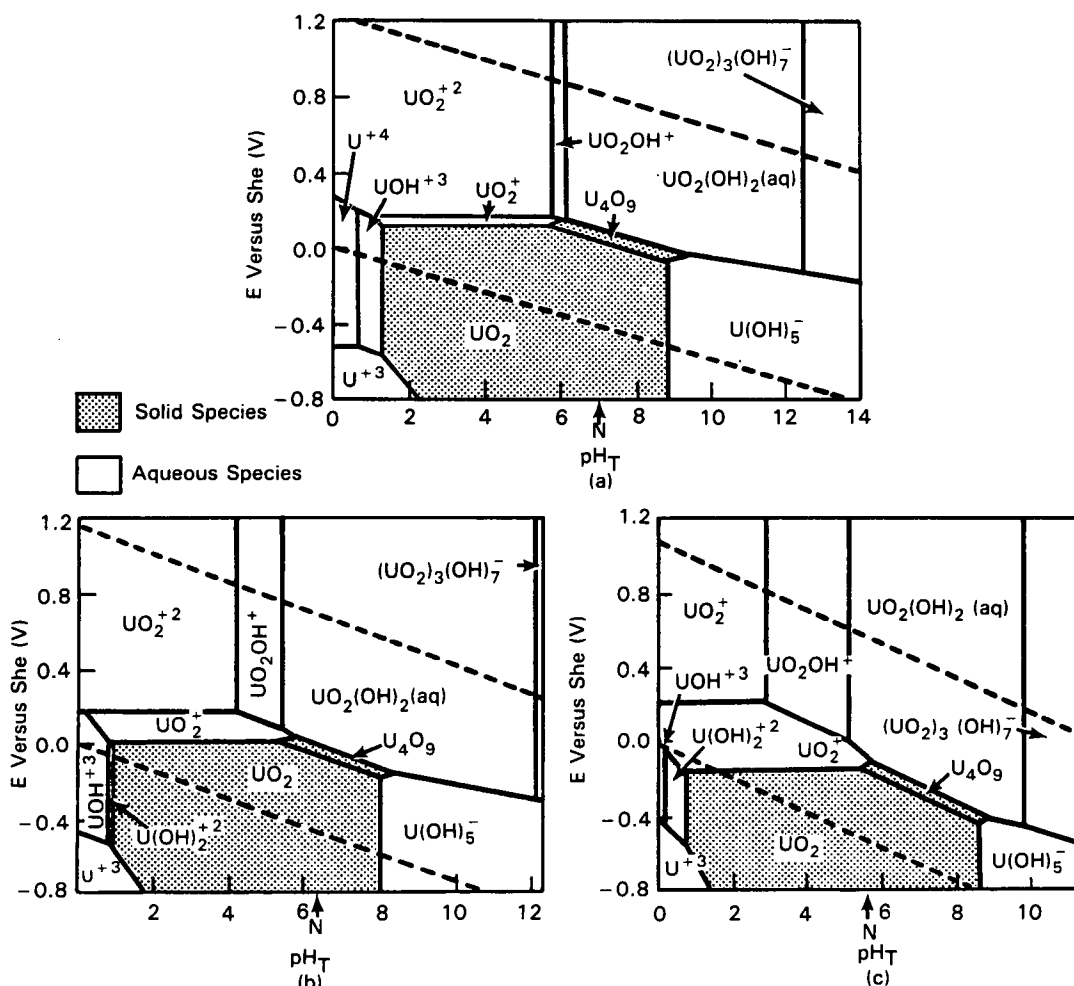 1.2
0.8
0.4
0.0
−0.4
−0.8
E Versus She (V)
UO₂⁺²
U⁺⁴
UOH⁺³
UO₂⁺
UO₂OH⁺
(UO₂)₃(OH)₇⁻
UO₂(OH)₂(aq)
U₄O₉
UO₂
U(OH)₅⁻
U⁺³
0 2 4 6 8 10 12 14
N
pH_T
(a)
Solid Species
Aqueous Species
1.2
0.8
0.4
0.0
−0.4
−0.8
E Versus She (V)
UO₂⁺²
UO₂OH⁺
(UO₂)₃(OH)₇⁻
UO₂(OH)₂(aq)
UO₂⁺
U₄O₉
UO₂
UOH⁺³
U(OH)₂⁺²
U(OH)₅⁻
U⁺³
2 4 6 8 10 12
N
pH_T
(b)
1.2
0.8
0.4
0.0
−0.4
−0.8
E Versus She (V)
UO₂⁺
UO₂(OH)₂ (aq)
UOH⁺³
UO₂OH⁺
U(OH)₂⁺²
UO₂⁺
(UO₂)₃ (OH)₇⁻
U₄O₉
UO₂
U(OH)₅⁻
U⁺³
0 2 4 6 8 10
N
pH_T
(c)